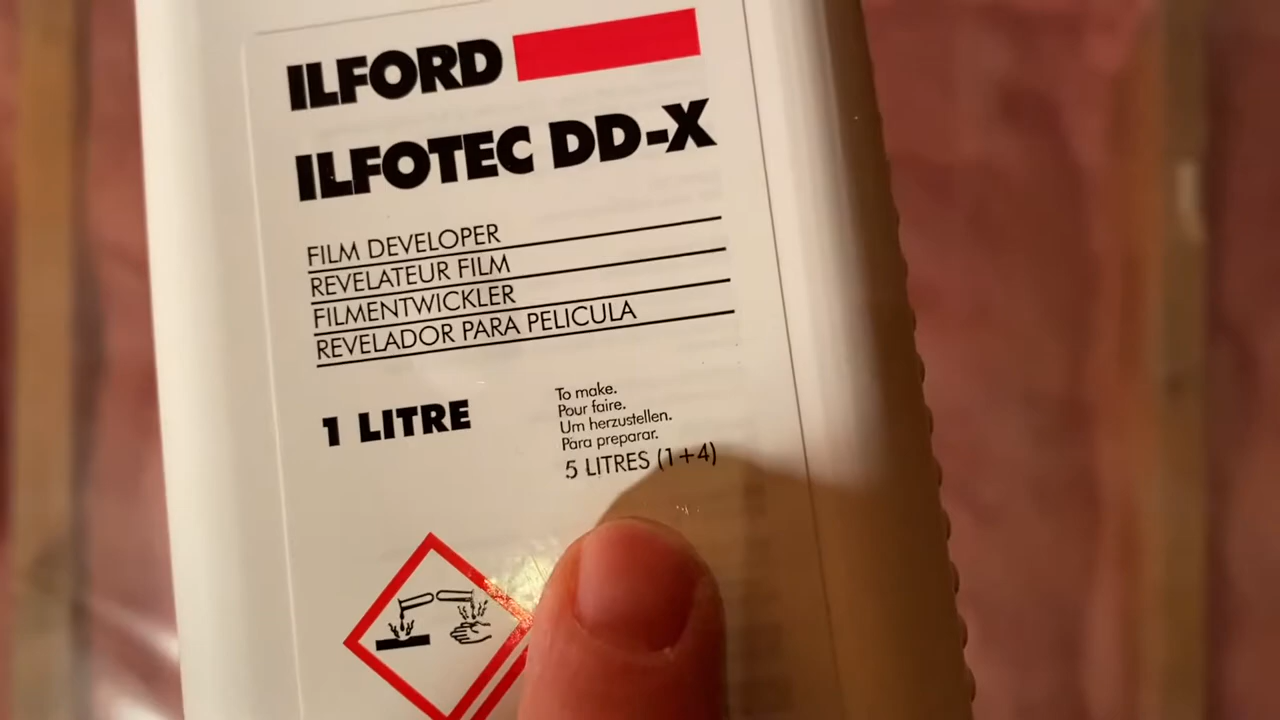 ILFORD
ILFOTEC DD-X
FILM DEVELOPER
REVELATEUR FILM
FILMENTWICKLER
REVELADOR PARA PELICULA
1 LITRE
To make.
Pour faire.
Um herzustellen.
Para preparar.
5 LITRES (1+4)